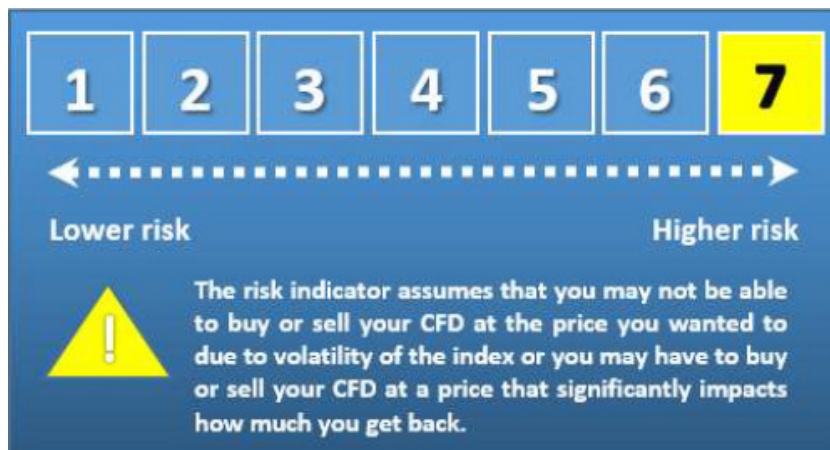 1 2 3 4 5 6 7
Lower risk Higher risk
!
The risk indicator assumes that you may not be able
to buy or sell your CFD at the price you wanted to
due to volatility of the index or you may have to buy
or sell your CFD at a price that significantly impacts
how much you get back.